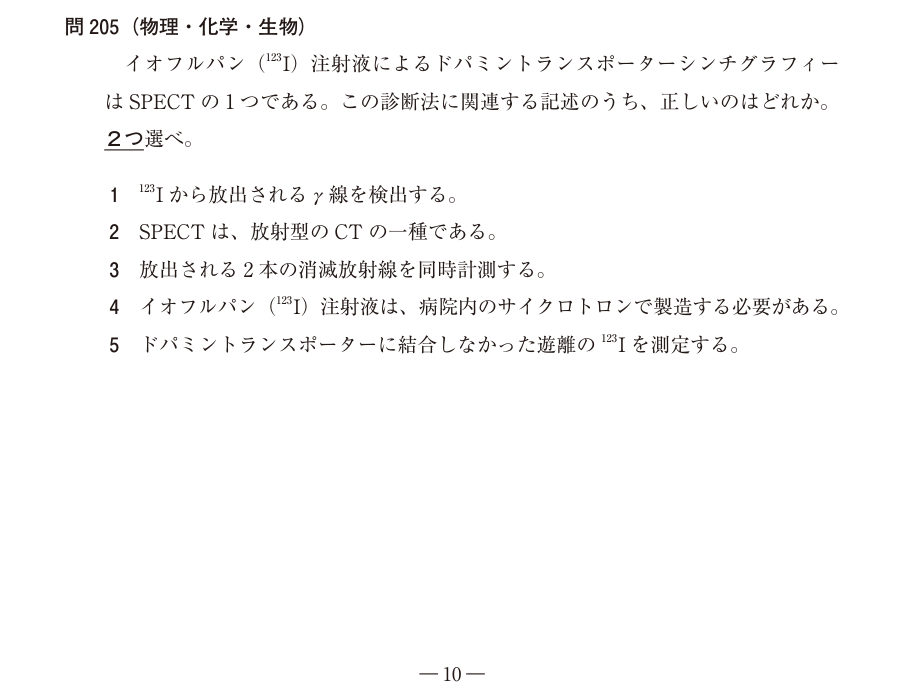 問 205（物理・化学・生物）
イオフルパン（¹²³I）注射液によるドパミントランスポーターシンチグラフィー
は SPECT の 1 つである。この診断法に関連する記述のうち、正しいのはどれか。
2つ選べ。
1 ¹²³I から放出される γ 線を検出する。
2 SPECT は、放射型の CT の一種である。
3 放出される 2 本の消滅放射線を同時計測する。
4 イオフルパン（¹²³I）注射液は、病院内のサイクロトロンで製造する必要がある。
5 ドパミントランスポーターに結合しなかった遊離の ¹²³I を測定する。
— 10 —